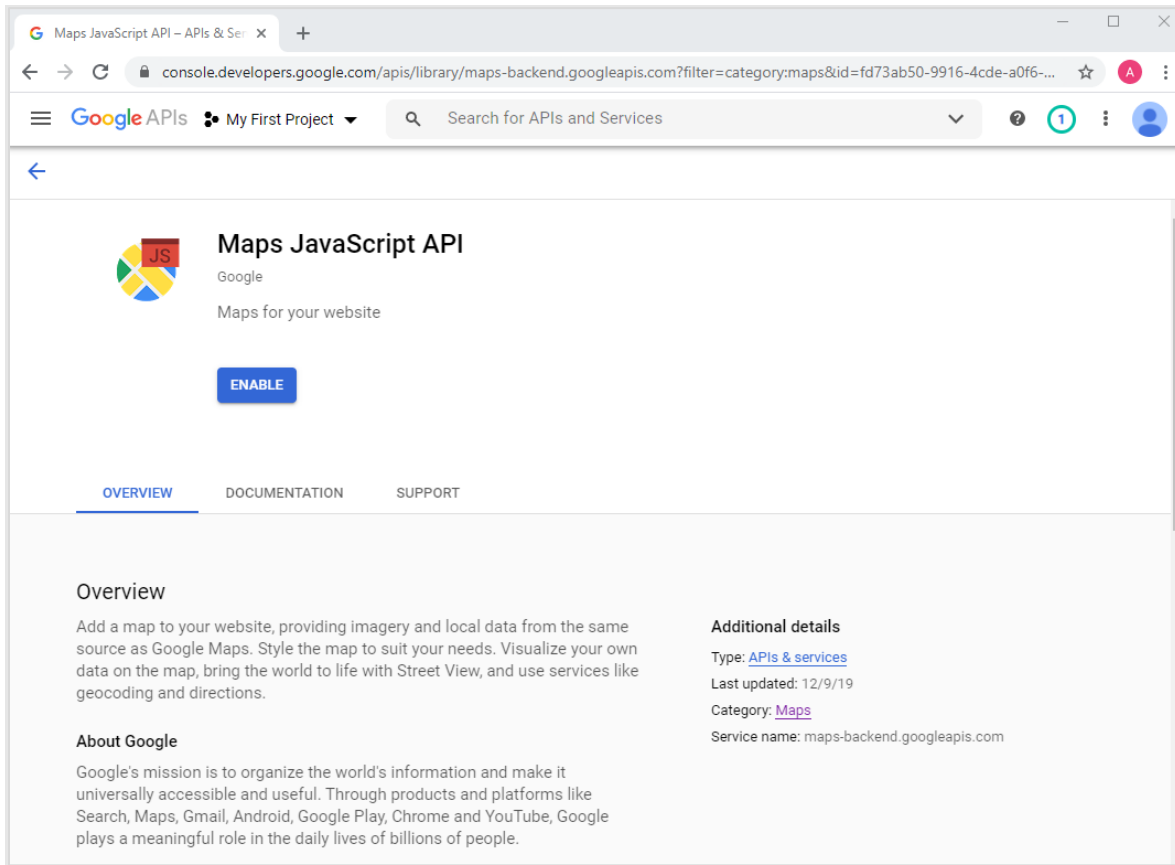 Maps JavaScript API – APIs & Ser
console.developers.google.com/apis/library/maps-backend.googleapis.com?filter=category:maps&id=fd73ab50-9916-4cde-a0f6-...
A
Google APIs My First Project Search for APIs and Services 1
JS
Maps JavaScript API
Google
Maps for your website
ENABLE
OVERVIEW DOCUMENTATION SUPPORT
Overview
Add a map to your website, providing imagery and local data from the same
source as Google Maps. Style the map to suit your needs. Visualize your own
data on the map, bring the world to life with Street View, and use services like
geocoding and directions.
About Google
Google's mission is to organize the world's information and make it
universally accessible and useful. Through products and platforms like
Search, Maps, Gmail, Android, Google Play, Chrome and YouTube, Google
plays a meaningful role in the daily lives of billions of people.
Additional details
Type: APIs & services
Last updated: 12/9/19
Category: Maps
Service name: maps-backend.googleapis.com